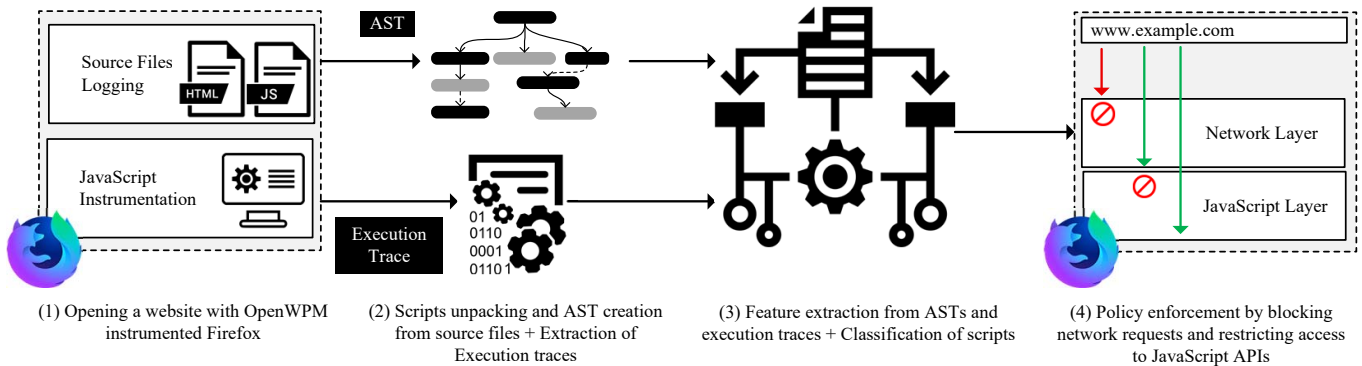 Source Files
Logging
HTML
JS
JavaScript
Instrumentation
(1) Opening a website with OpenWPM
instrumented Firefox
AST
Execution
Trace
01
0110
0001
01101
(2) Scripts unpacking and AST creation
from source files + Extraction of
Execution traces
(3) Feature extraction from ASTs and
execution traces + Classification of scripts
www.example.com
Network Layer
JavaScript Layer
(4) Policy enforcement by blocking
network requests and restricting access
to JavaScript APIs